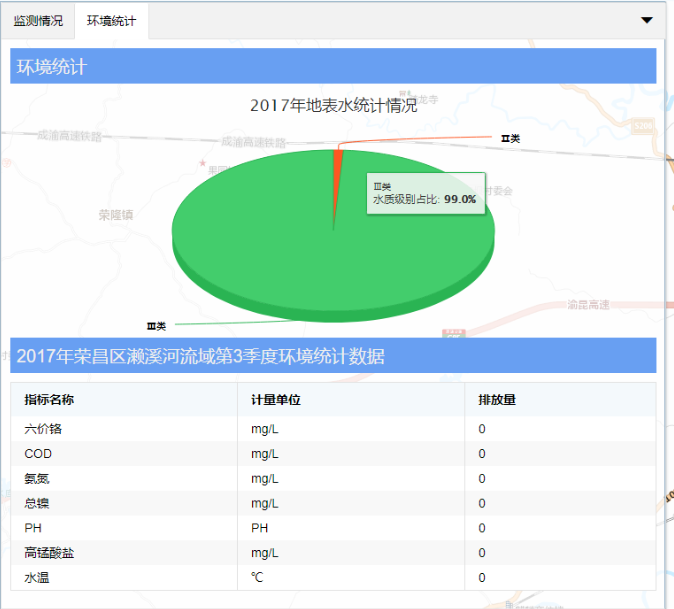 监测情况 环境统计
环境统计
2017年地表水统计情况
龙寺
成渝高速铁路
成渝高速铁路
II类
村委会
荣隆镇
III类
水质级别占比: 99.0%
渝昆高速
III类
2017年荣昌区濑溪河流域第3季度环境统计数据
指标名称 计量单位 排放量
六价铬 mg/L 0
COD mg/L 0
氨氮 mg/L 0
总镍 mg/L 0
PH PH 0
高锰酸盐 mg/L 0
水温 ℃ 0